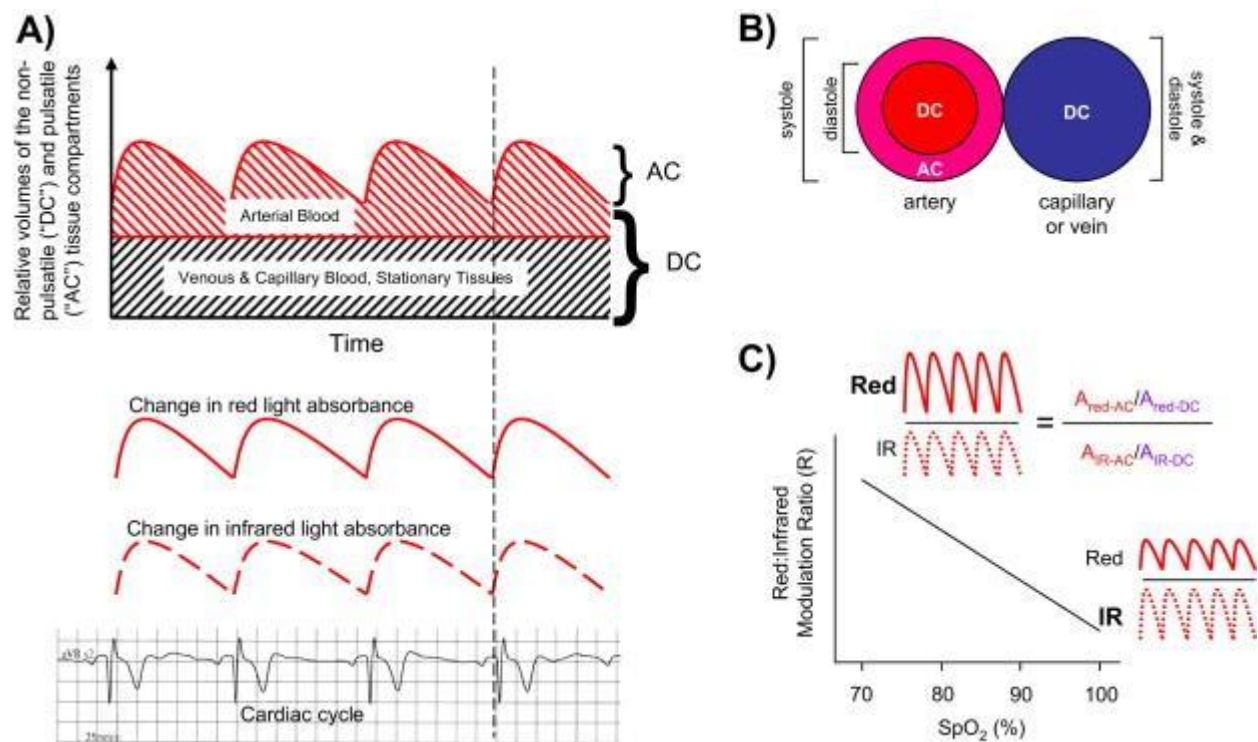 A)
Relative volumes of the non-
pulsatile ("DC") and pulsatile
("AC") tissue compartments
Arterial Blood
AC
Venous & Capillary Blood, Stationary Tissues
DC
Time
Change in red light absorbance
Change in infrared light absorbance
aVR
Cardiac cycle
B)
systole
diastole
DC
AC
DC
systole &
diastole
artery
capillary
or vein
C)
Red
IR
=
A_red-AC/A_red-DC
A_IR-AC/A_IR-DC
Red:Infrared
Modulation Ratio (R)
Red
IR
70 80 90 100
SpO₂ (%)